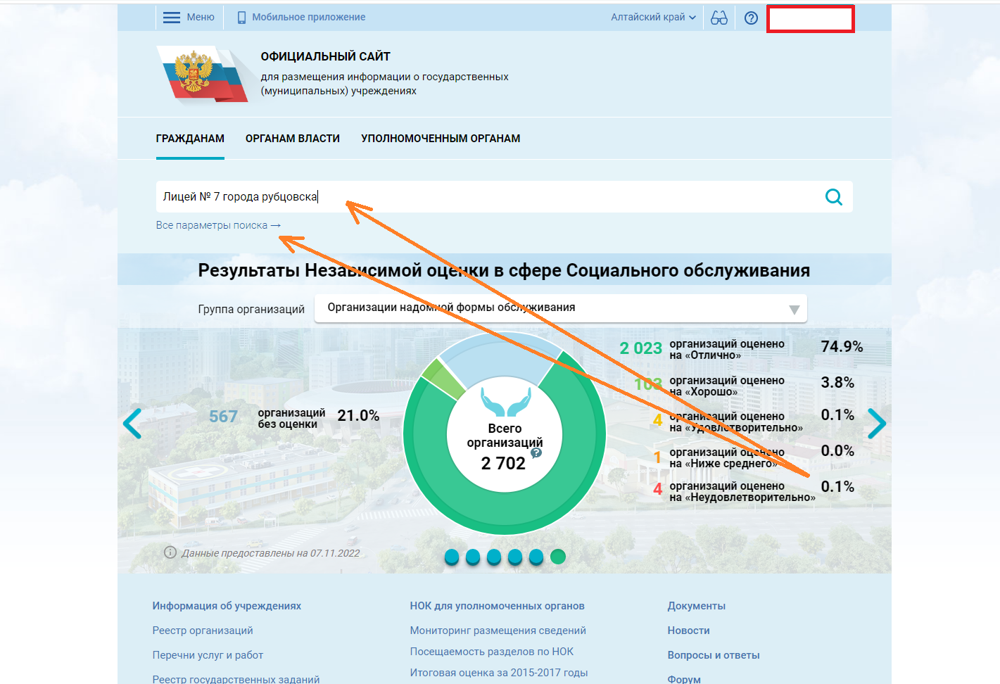 Меню
Мобильное приложение
Алтайский край
ОФИЦИАЛЬНЫЙ САЙТ
для размещения информации о государственных
(муниципальных) учреждениях
ГРАЖДАНАМ
ОРГАНАМ ВЛАСТИ
УПОЛНОМОЧЕННЫМ ОРГАНАМ
Лицей № 7 города рубцовска
Все параметры поиска →
Результаты Независимой оценки в сфере Социального обслуживания
Группа организаций
Организации надомной формы обслуживания
567
организаций
без оценки
21.0%
Всего
организаций
2 702
2 023
организаций оценено
на «Отлично»
74.9%
103
организаций оценено
на «Хорошо»
3.8%
4
организаций оценено
на «Удовлетворительно»
0.1%
1
организаций оценено
на «Ниже среднего»
0.0%
4
организаций оценено
на «Неудовлетворительно»
0.1%
Данные предоставлены на 07.11.2022
Информация об учреждениях
Реестр организаций
Перечни услуг и работ
Реестр государственных заданий
НОК для уполномоченных органов
Мониторинг размещения сведений
Посещаемость разделов по НОК
Итоговая оценка за 2015-2017 годы
Документы
Новости
Вопросы и ответы
Форум